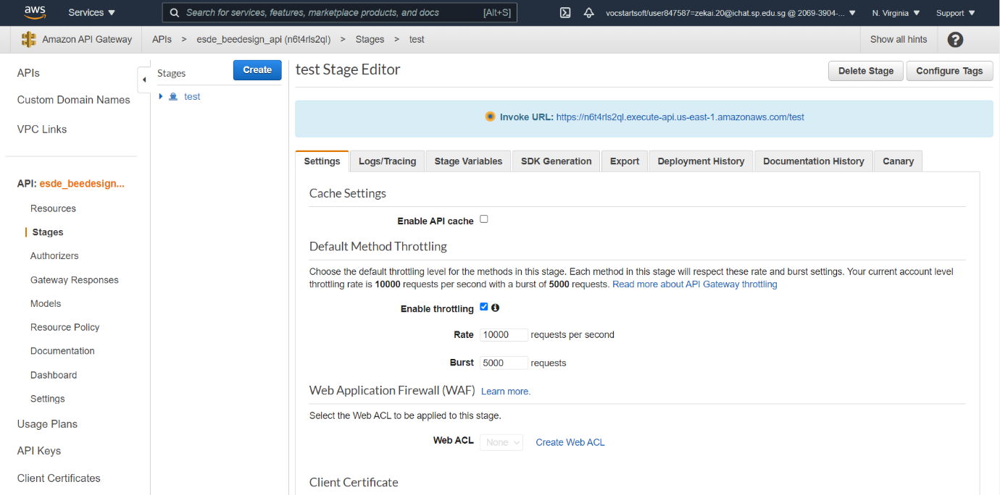 aws
Services
Search for services, features, marketplace products, and docs [Alt+S]
vocstartsoft/user847587=zekai.20@ichat.sp.edu.sg @ 2069-3904-...
N. Virginia
Support
Amazon API Gateway
APIs > esde_beedesign_api (n6t4rls2ql) > Stages > test
Show all hints
?
APIs
Custom Domain Names
VPC Links
API: esde_beedesign...
Resources
Stages
Authorizers
Gateway Responses
Models
Resource Policy
Documentation
Dashboard
Settings
Usage Plans
API Keys
Client Certificates
Stages
Create
test
test Stage Editor
Delete Stage
Configure Tags
Invoke URL: https://n6t4rls2ql.execute-api.us-east-1.amazonaws.com/test
Settings
Logs/Tracing
Stage Variables
SDK Generation
Export
Deployment History
Documentation History
Canary
Cache Settings
Enable API cache
Default Method Throttling
Choose the default throttling level for the methods in this stage. Each method in this stage will respect these rate and burst settings. Your current account level
throttling rate is 10000 requests per second with a burst of 5000 requests. Read more about API Gateway throttling
Enable throttling
Rate 10000 requests per second
Burst 5000 requests
Web Application Firewall (WAF) Learn more.
Select the Web ACL to be applied to this stage.
Web ACL None Create Web ACL
Client Certificate